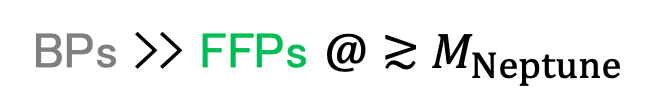 BPs >> FFPs @ ≳ M_Neptune